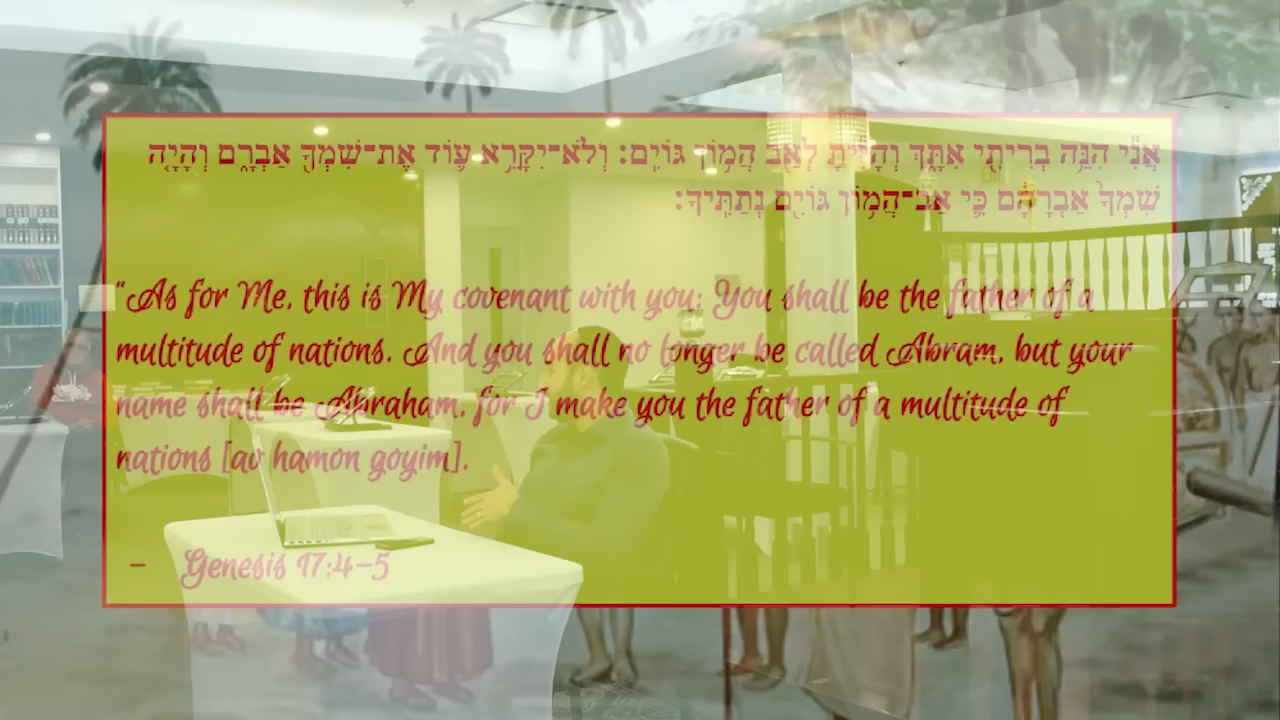 אֲנִ֕י הִנֵּ֥ה בְרִיתִ֖י אִתָּ֑ךְ וְהָיִ֕יתָ לְאַ֖ב הֲמ֥וֹן גּוֹיִֽם׃ וְלֹא־יִקָּרֵ֥א ע֛וֹד אֶת־שִׁמְךָ֖ אַבְרָ֑ם וְהָיָ֤ה
שִׁמְךָ֙ אַבְרָהָ֔ם כִּ֛י אַב־הֲמ֥וֹן גּוֹיִ֖ם נְתַתִּֽיךָ׃
“As for Me, this is My covenant with you: You shall be the father of a
multitude of nations. And you shall no longer be called Abram, but your
name shall be Abraham, for I make you the father of a multitude of
nations [av hamon goyim].
– Genesis 17:4–5